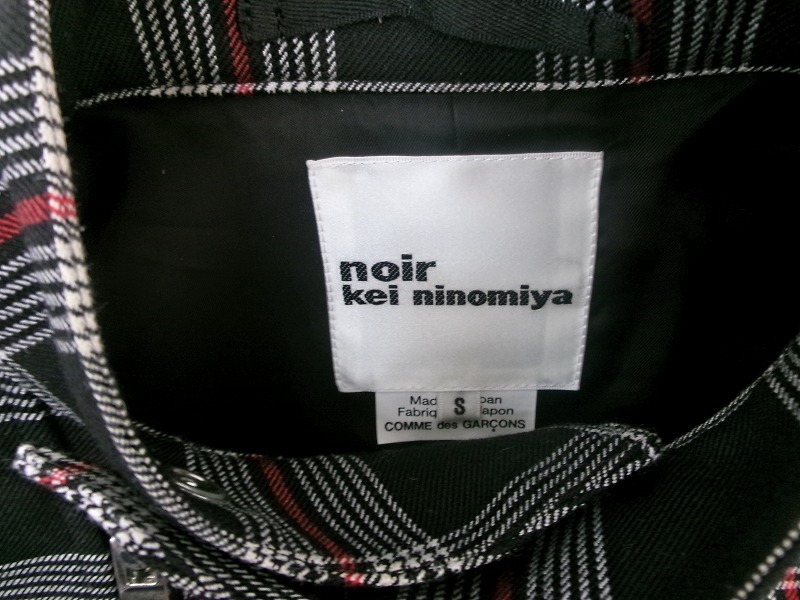 noir
kei ninomiya
S
COMME des GARÇONS